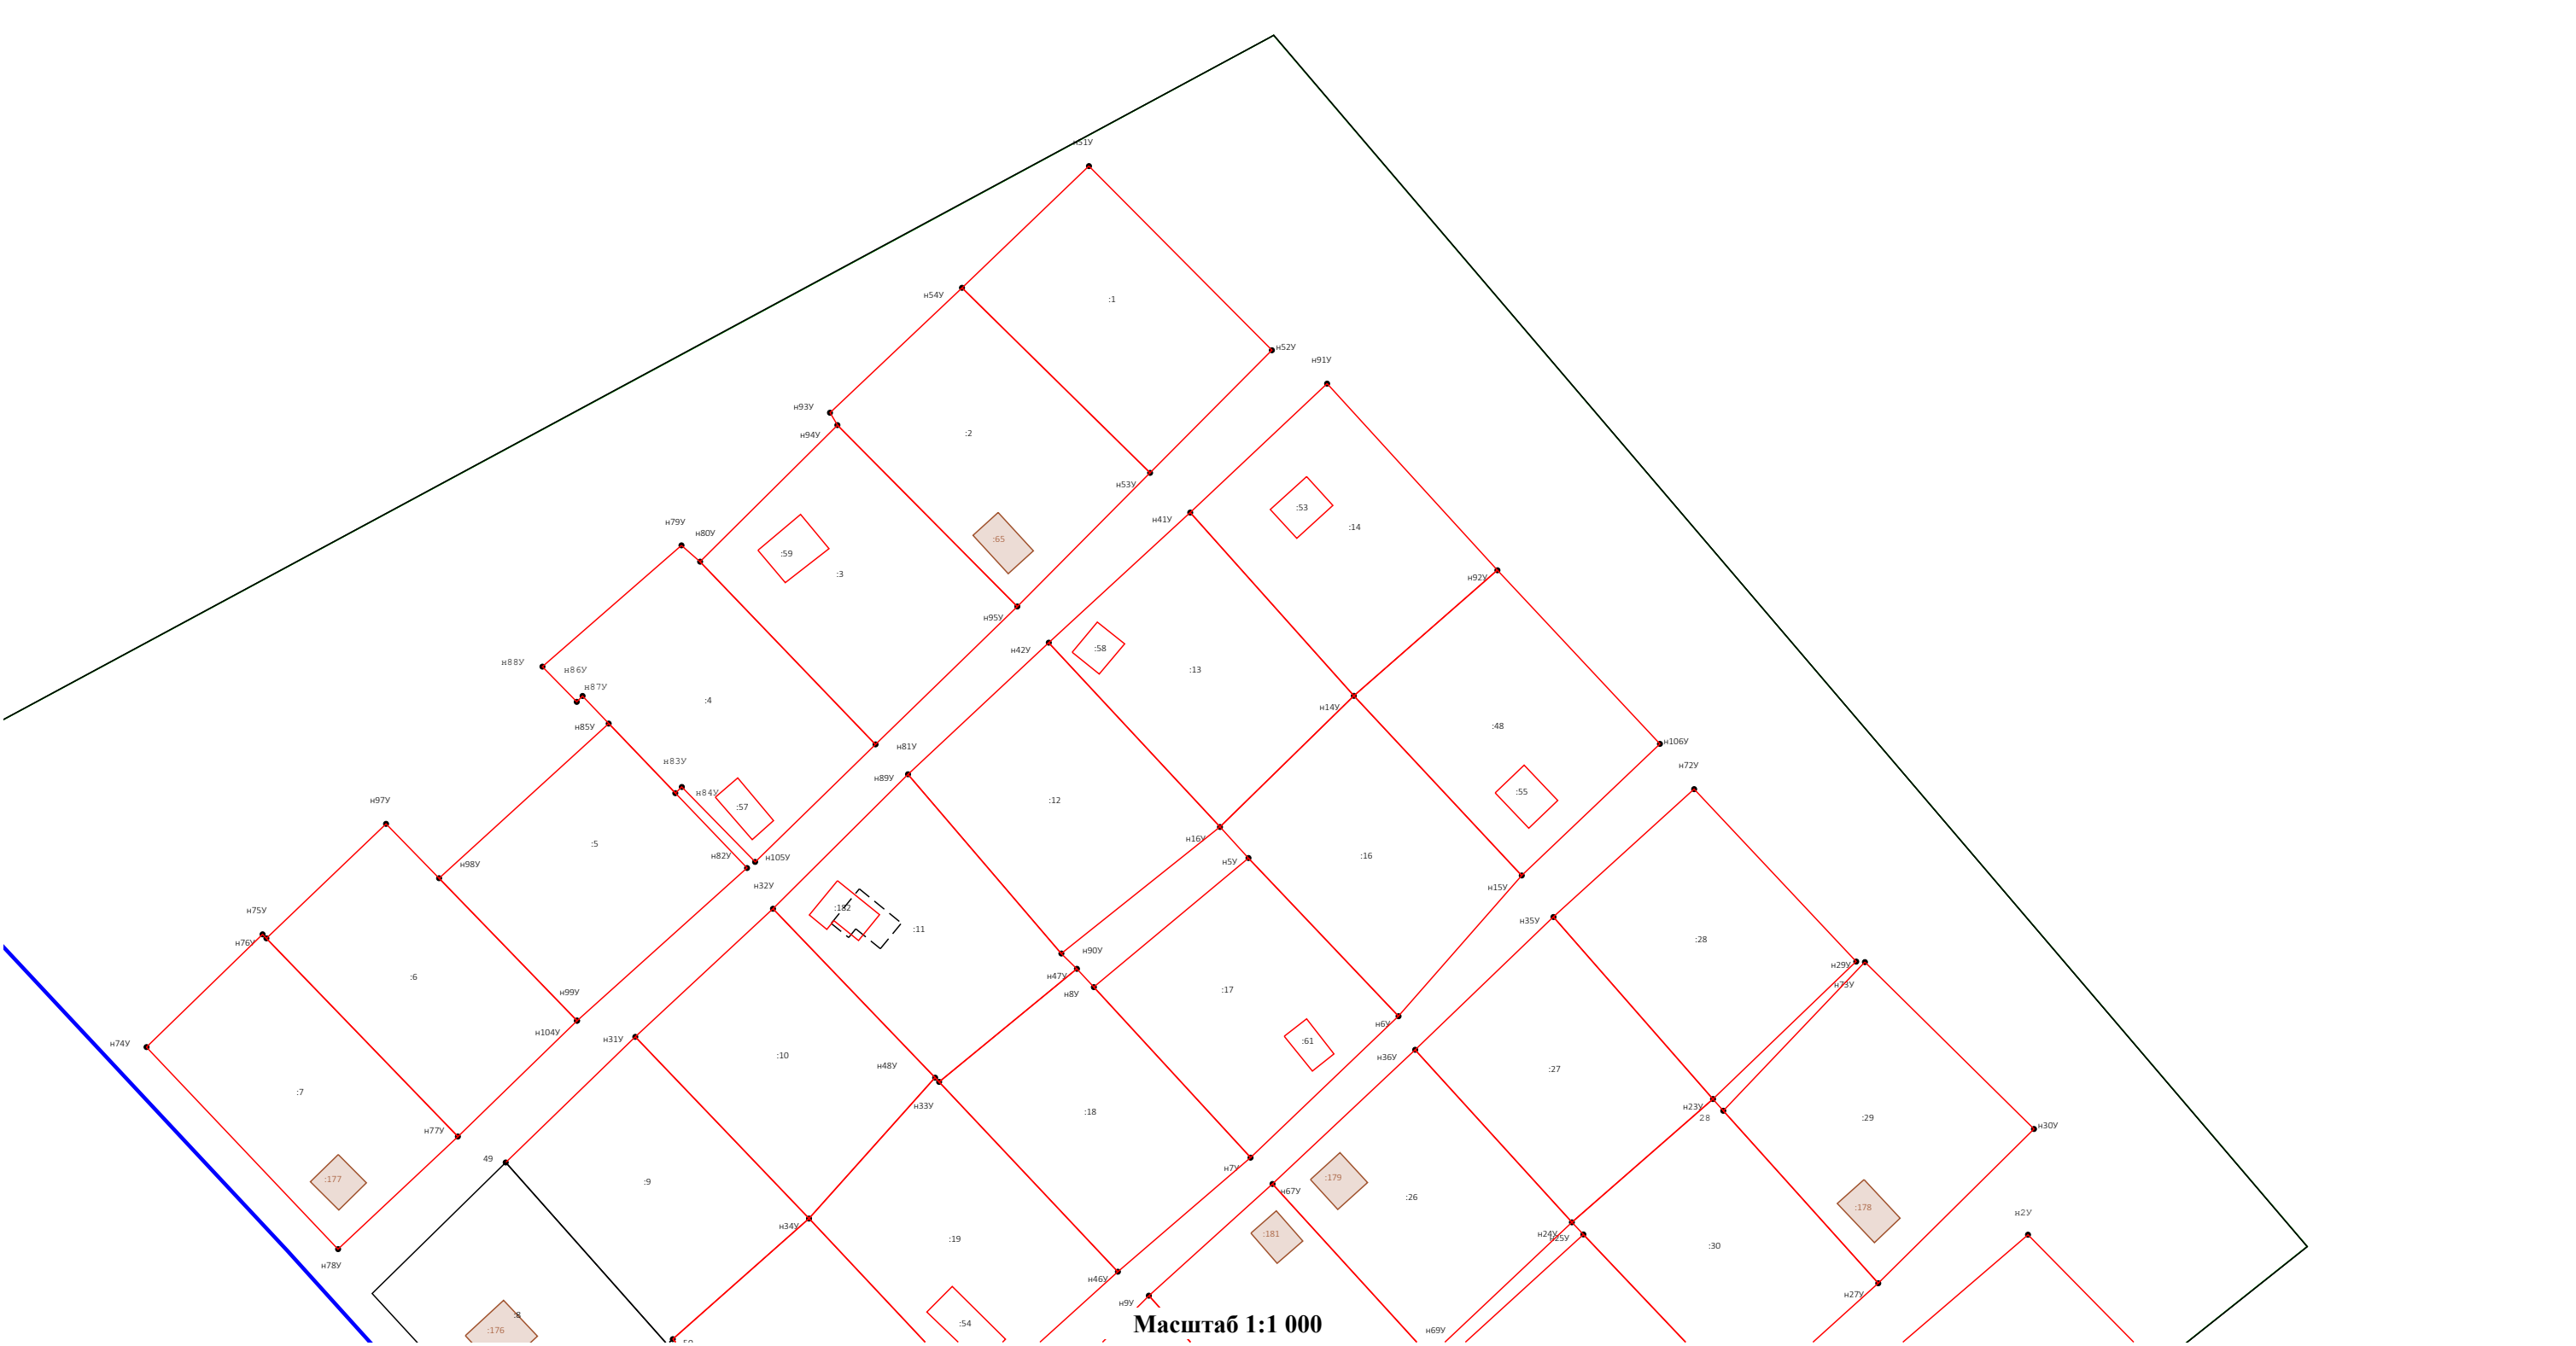 н51У
:1
н54У
н52У
н91У
н93У
н94У
:2
н53У
:53
н41У
:14
н79У
н80У
:65
:59
:3
н92У
н95У
н42У
:58
н88У
н86У
:13
н87У
:4
н14У
н85У
:48
н81У
н106У
н83У
н72У
н89У
н84У
:55
н97У
:12
:57
н16У
:5
н82У
н105У
:16
н5У
н98У
н32У
н15У
:182
н75У
н35У
:11
н76У
:28
н90У
н29У
:6
н47У
н73У
н99У
н8У
:17
н104У
н31У
н6У
:61
н74У
:10
н36У
н48У
:27
:7
н33У
н23У
:18
28
:29
н77У
н30У
49
н7У
:177
:9
:179
н67У
:26
:178
н2У
н34У
:181
н24У
н25У
:19
:30
н78У
н46У
н27У
н9У
:8
:54
Масштаб 1:1 000
:176
н69У
50